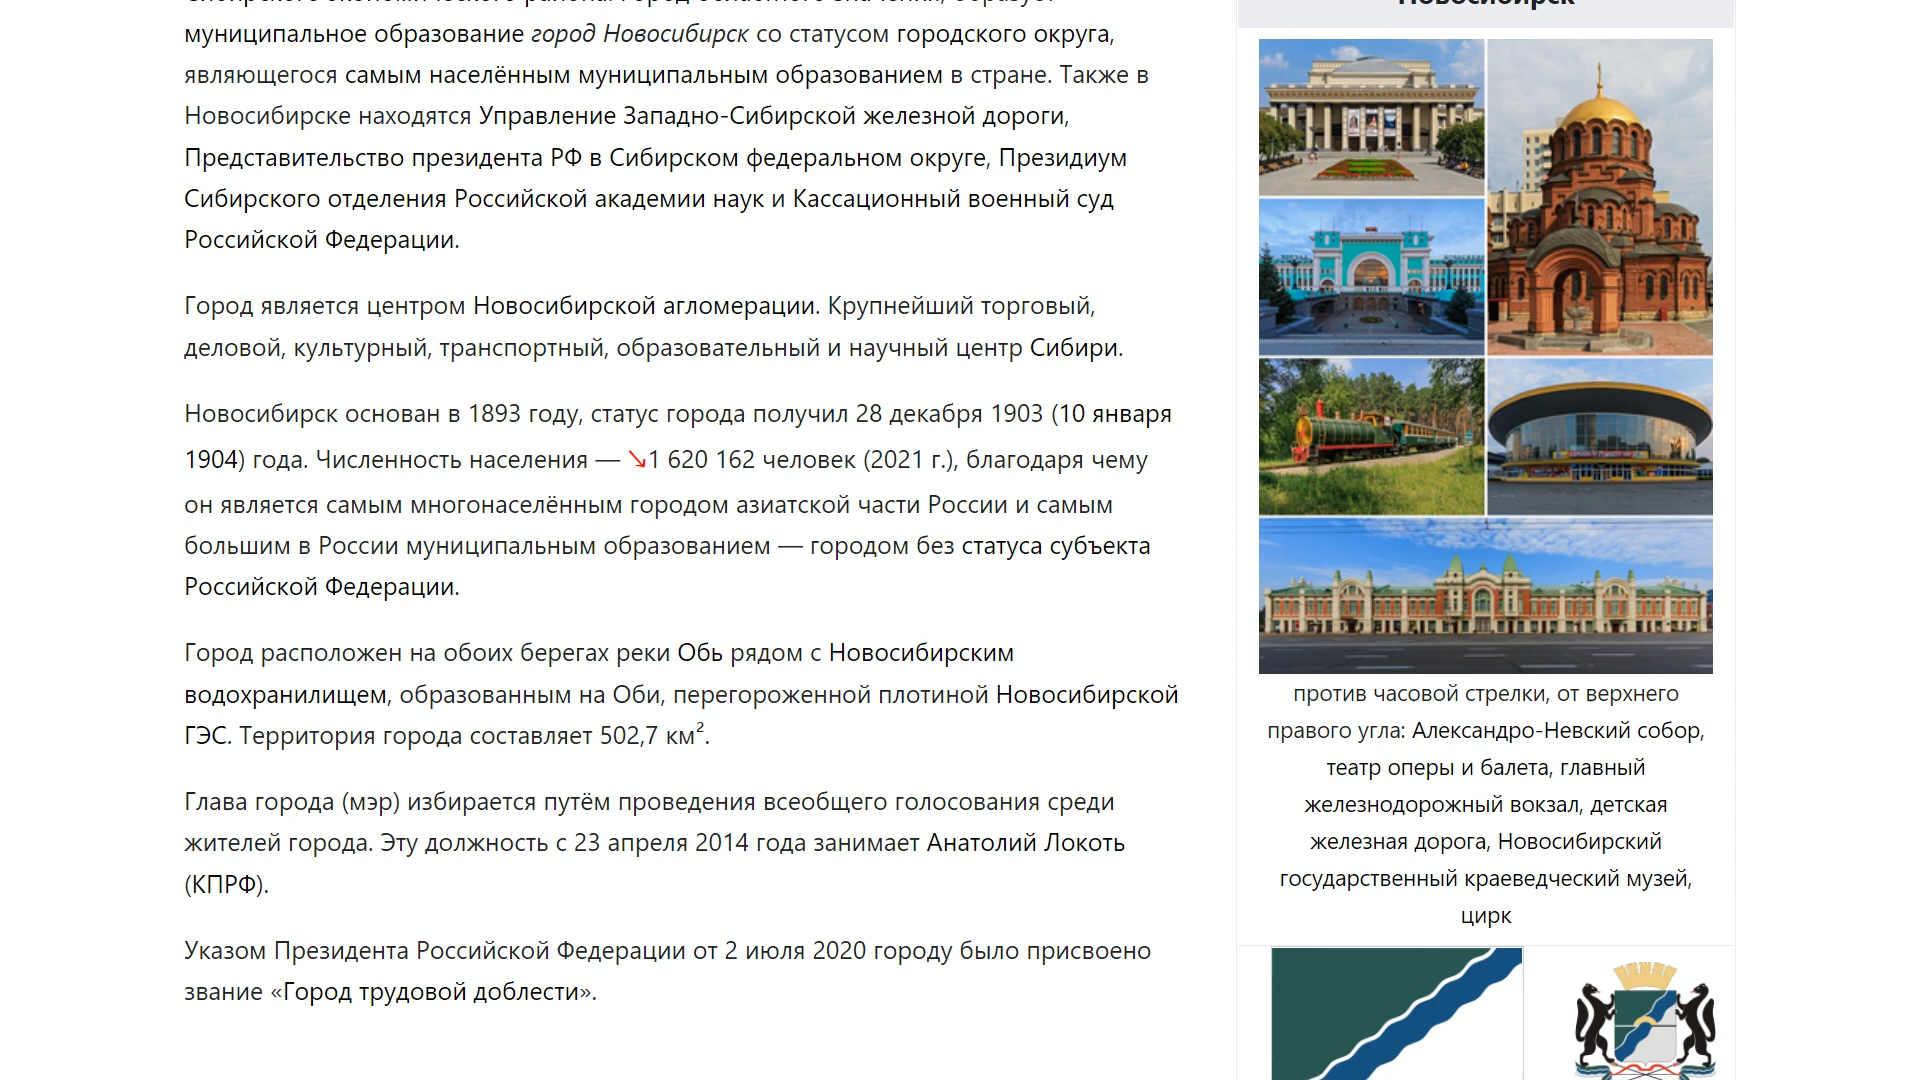 муниципальное образование город Новосибирск со статусом городского округа,
являющегося самым населённым муниципальным образованием в стране. Также в
Новосибирске находятся Управление Западно-Сибирской железной дороги,
Представительство президента РФ в Сибирском федеральном округе, Президиум
Сибирского отделения Российской академии наук и Кассационный военный суд
Российской Федерации.
Город является центром Новосибирской агломерации. Крупнейший торговый,
деловой, культурный, транспортный, образовательный и научный центр Сибири.
Новосибирск основан в 1893 году, статус города получил 28 декабря 1903 (10 января
1904) года. Численность населения — ↘1 620 162 человек (2021 г.), благодаря чему
он является самым многонаселённым городом азиатской части России и самым
большим в России муниципальным образованием — городом без статуса субъекта
Российской Федерации.
Город расположен на обоих берегах реки Обь рядом с Новосибирским
водохранилищем, образованным на Оби, перегороженной плотиной Новосибирской
ГЭС. Территория города составляет 502,7 км².
Глава города (мэр) избирается путём проведения всеобщего голосования среди
жителей города. Эту должность с 23 апреля 2014 года занимает Анатолий Локоть
(КПРФ).
Указом Президента Российской Федерации от 2 июля 2020 городу было присвоено
звание «Город трудовой доблести».
Новосибирск
против часовой стрелки, от верхнего
правого угла: Александро-Невский собор,
театр оперы и балета, главный
железнодорожный вокзал, детская
железная дорога, Новосибирский
государственный краеведческий музей,
цирк